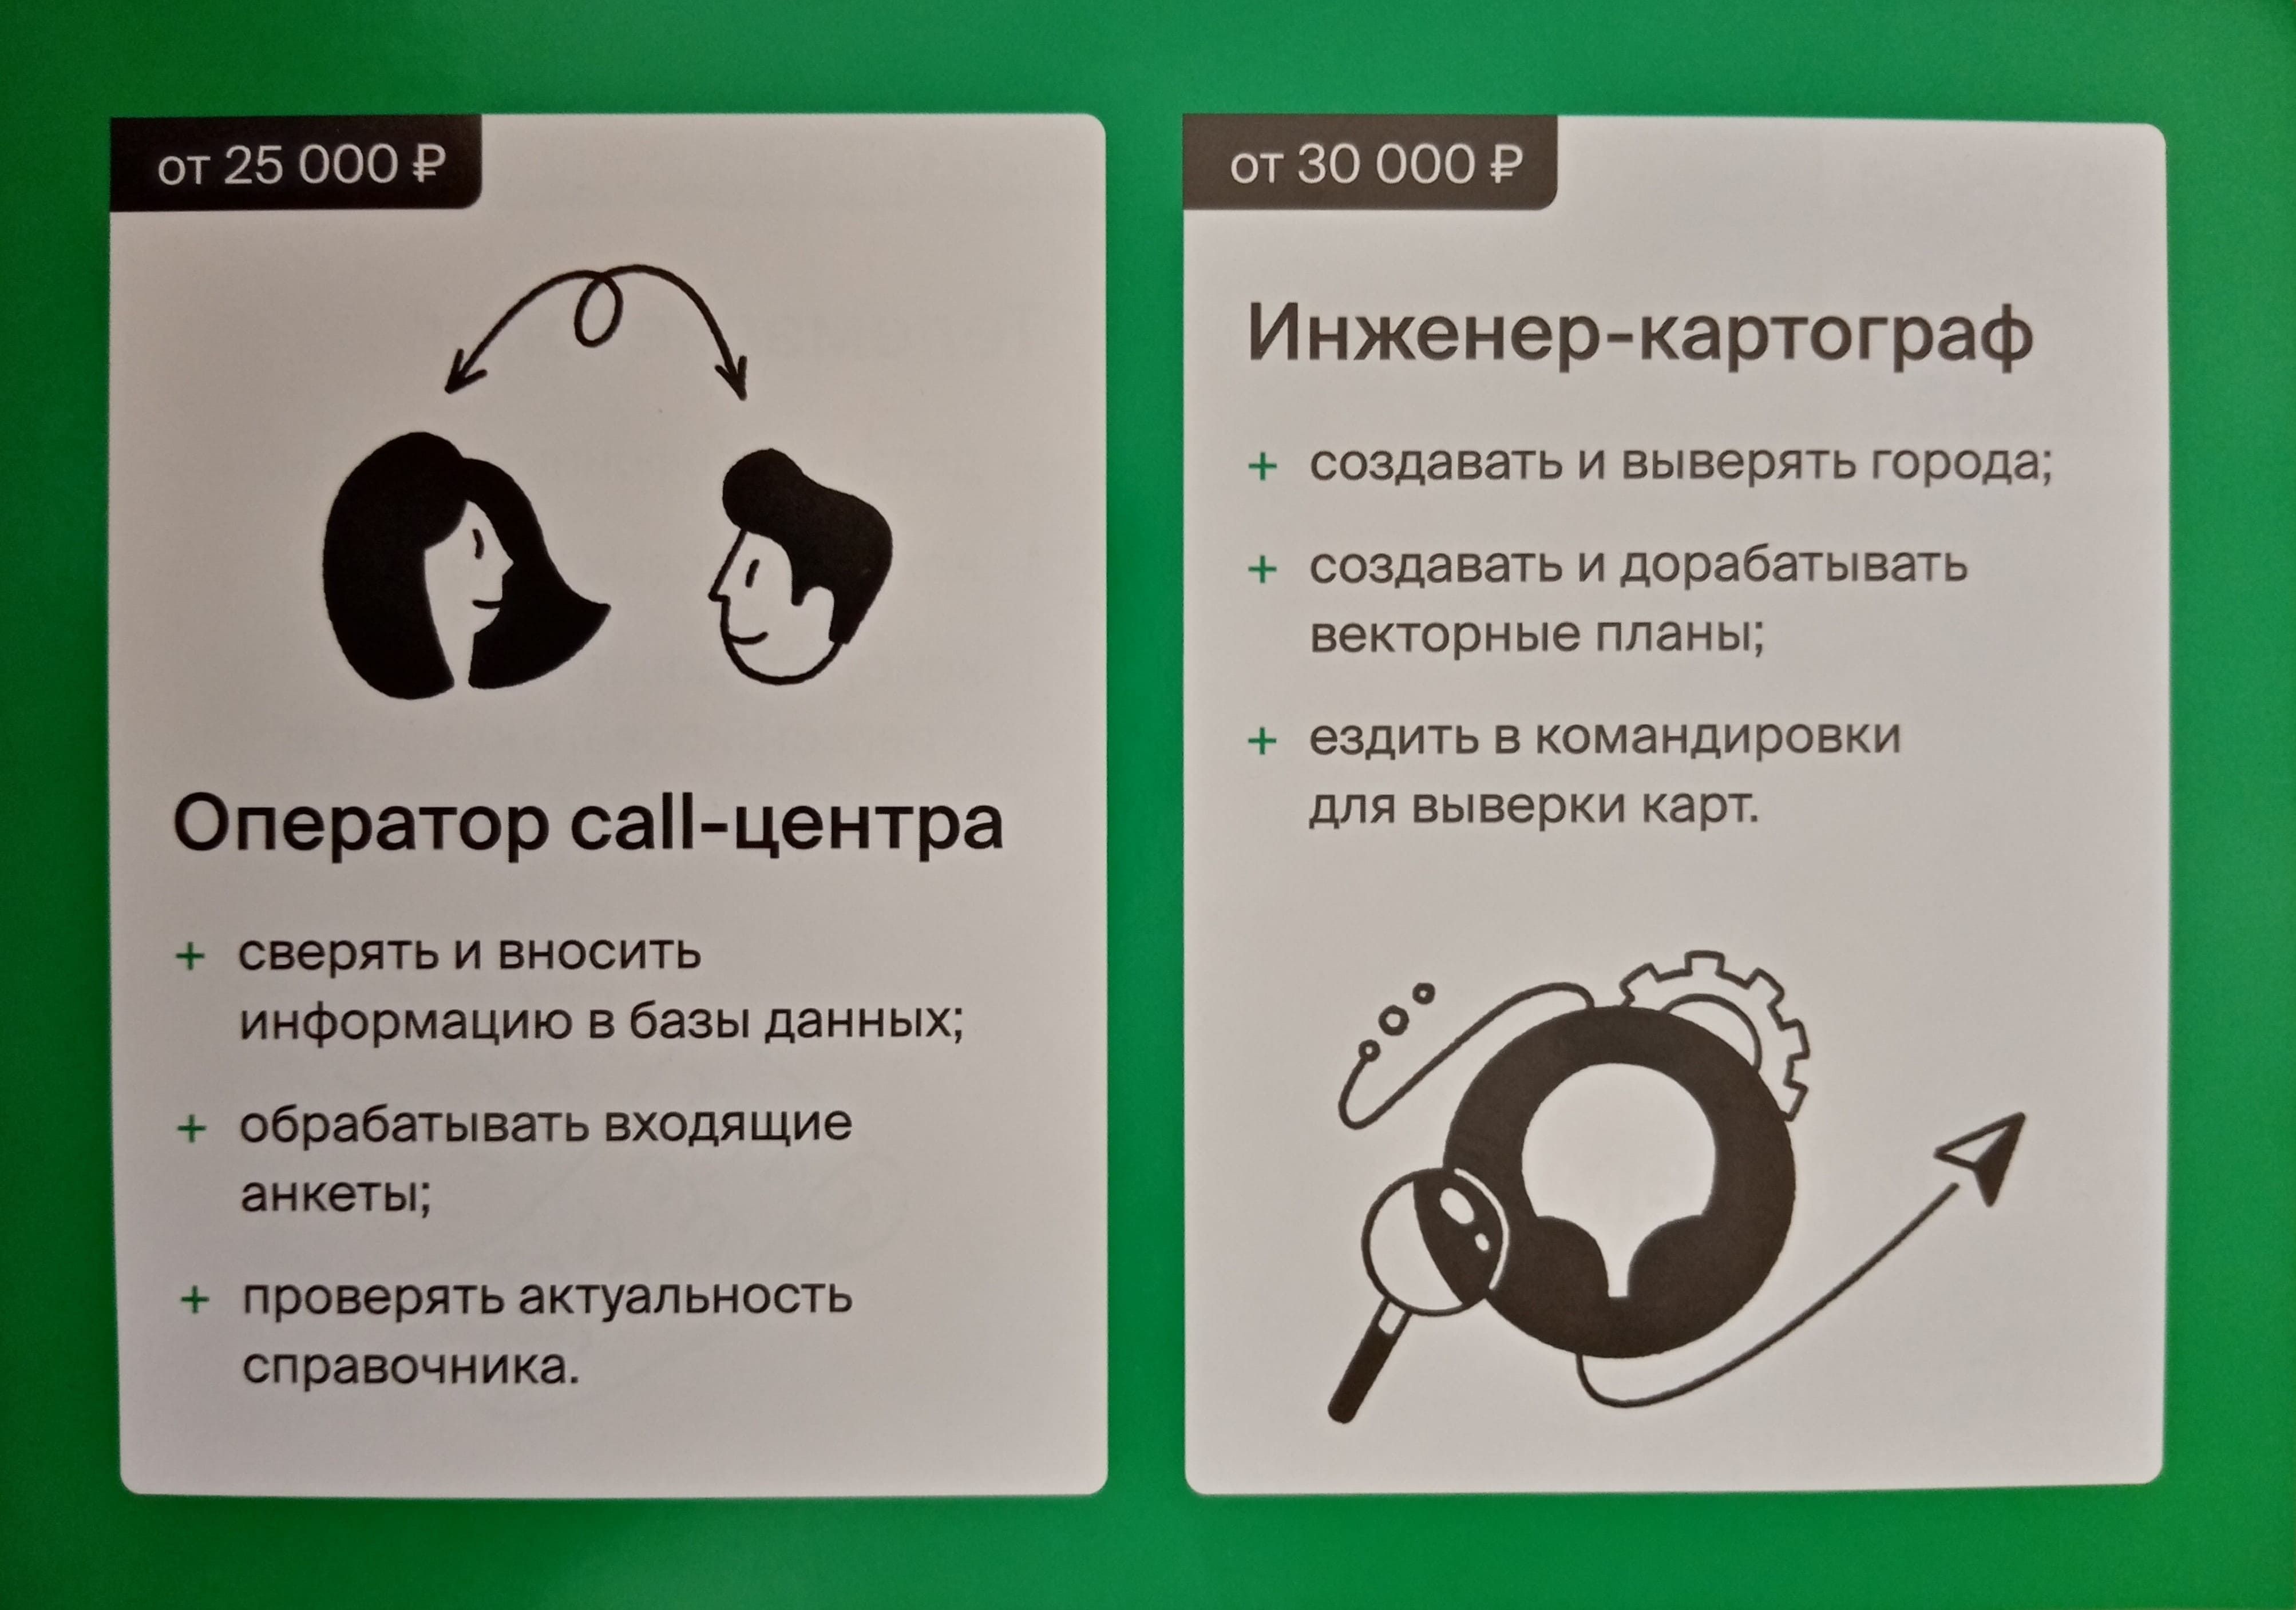 от 25 000 ₽
Оператор call-центра
+ сверять и вносить
информацию в базы данных;
+ обрабатывать входящие
анкеты;
+ проверять актуальность
справочника.
от 30 000 ₽
Инженер-картограф
+ создавать и выверять города;
+ создавать и дорабатывать
векторные планы;
+ ездить в командировки
для выверки карт.